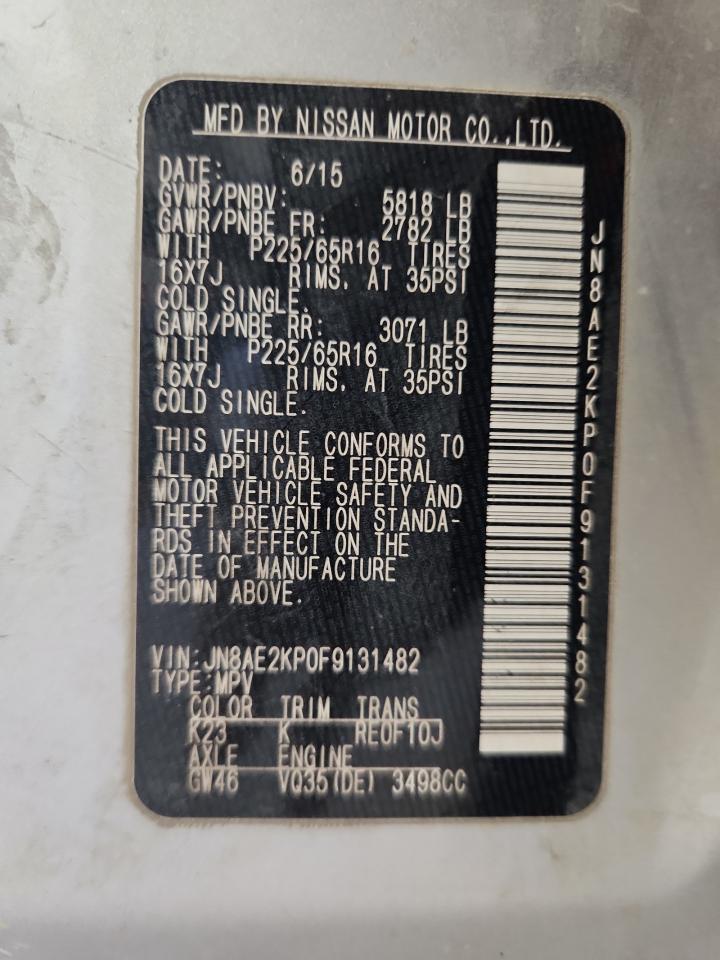 MFD BY NISSAN MOTOR CO.,LTD.
DATE: 6/15
GVWR/PNBV: 5818 LB
GAWR/PNBE FR: 2782 LB
WITH P225/65R16 TIRES
16X7J RIMS, AT 35PSI
COLD SINGLE.
GAWR/PNBE RR: 3071 LB
WITH P225/65R16 TIRES
16X7J RIMS, AT 35PSI
COLD SINGLE.
THIS VEHICLE CONFORMS TO
ALL APPLICABLE FEDERAL
MOTOR VEHICLE SAFETY AND
THEFT PREVENTION STANDA-
RDS IN EFFECT ON THE
DATE OF MANUFACTURE
SHOWN ABOVE.
VIN:JN8AE2KP0F9131482
TYPE:MPV
COLOR TRIM TRANS
K23 K RE0F10J
AXLE ENGINE
GW46 VQ35(DE) 3498CC
JN8AE2KP0F9131482